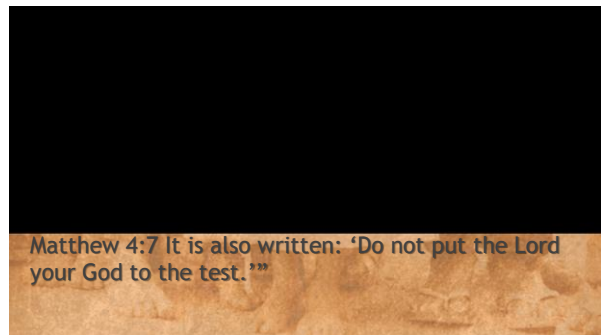 Matthew 4:7 It is also written: ‘Do not put the Lord
your God to the test.’”